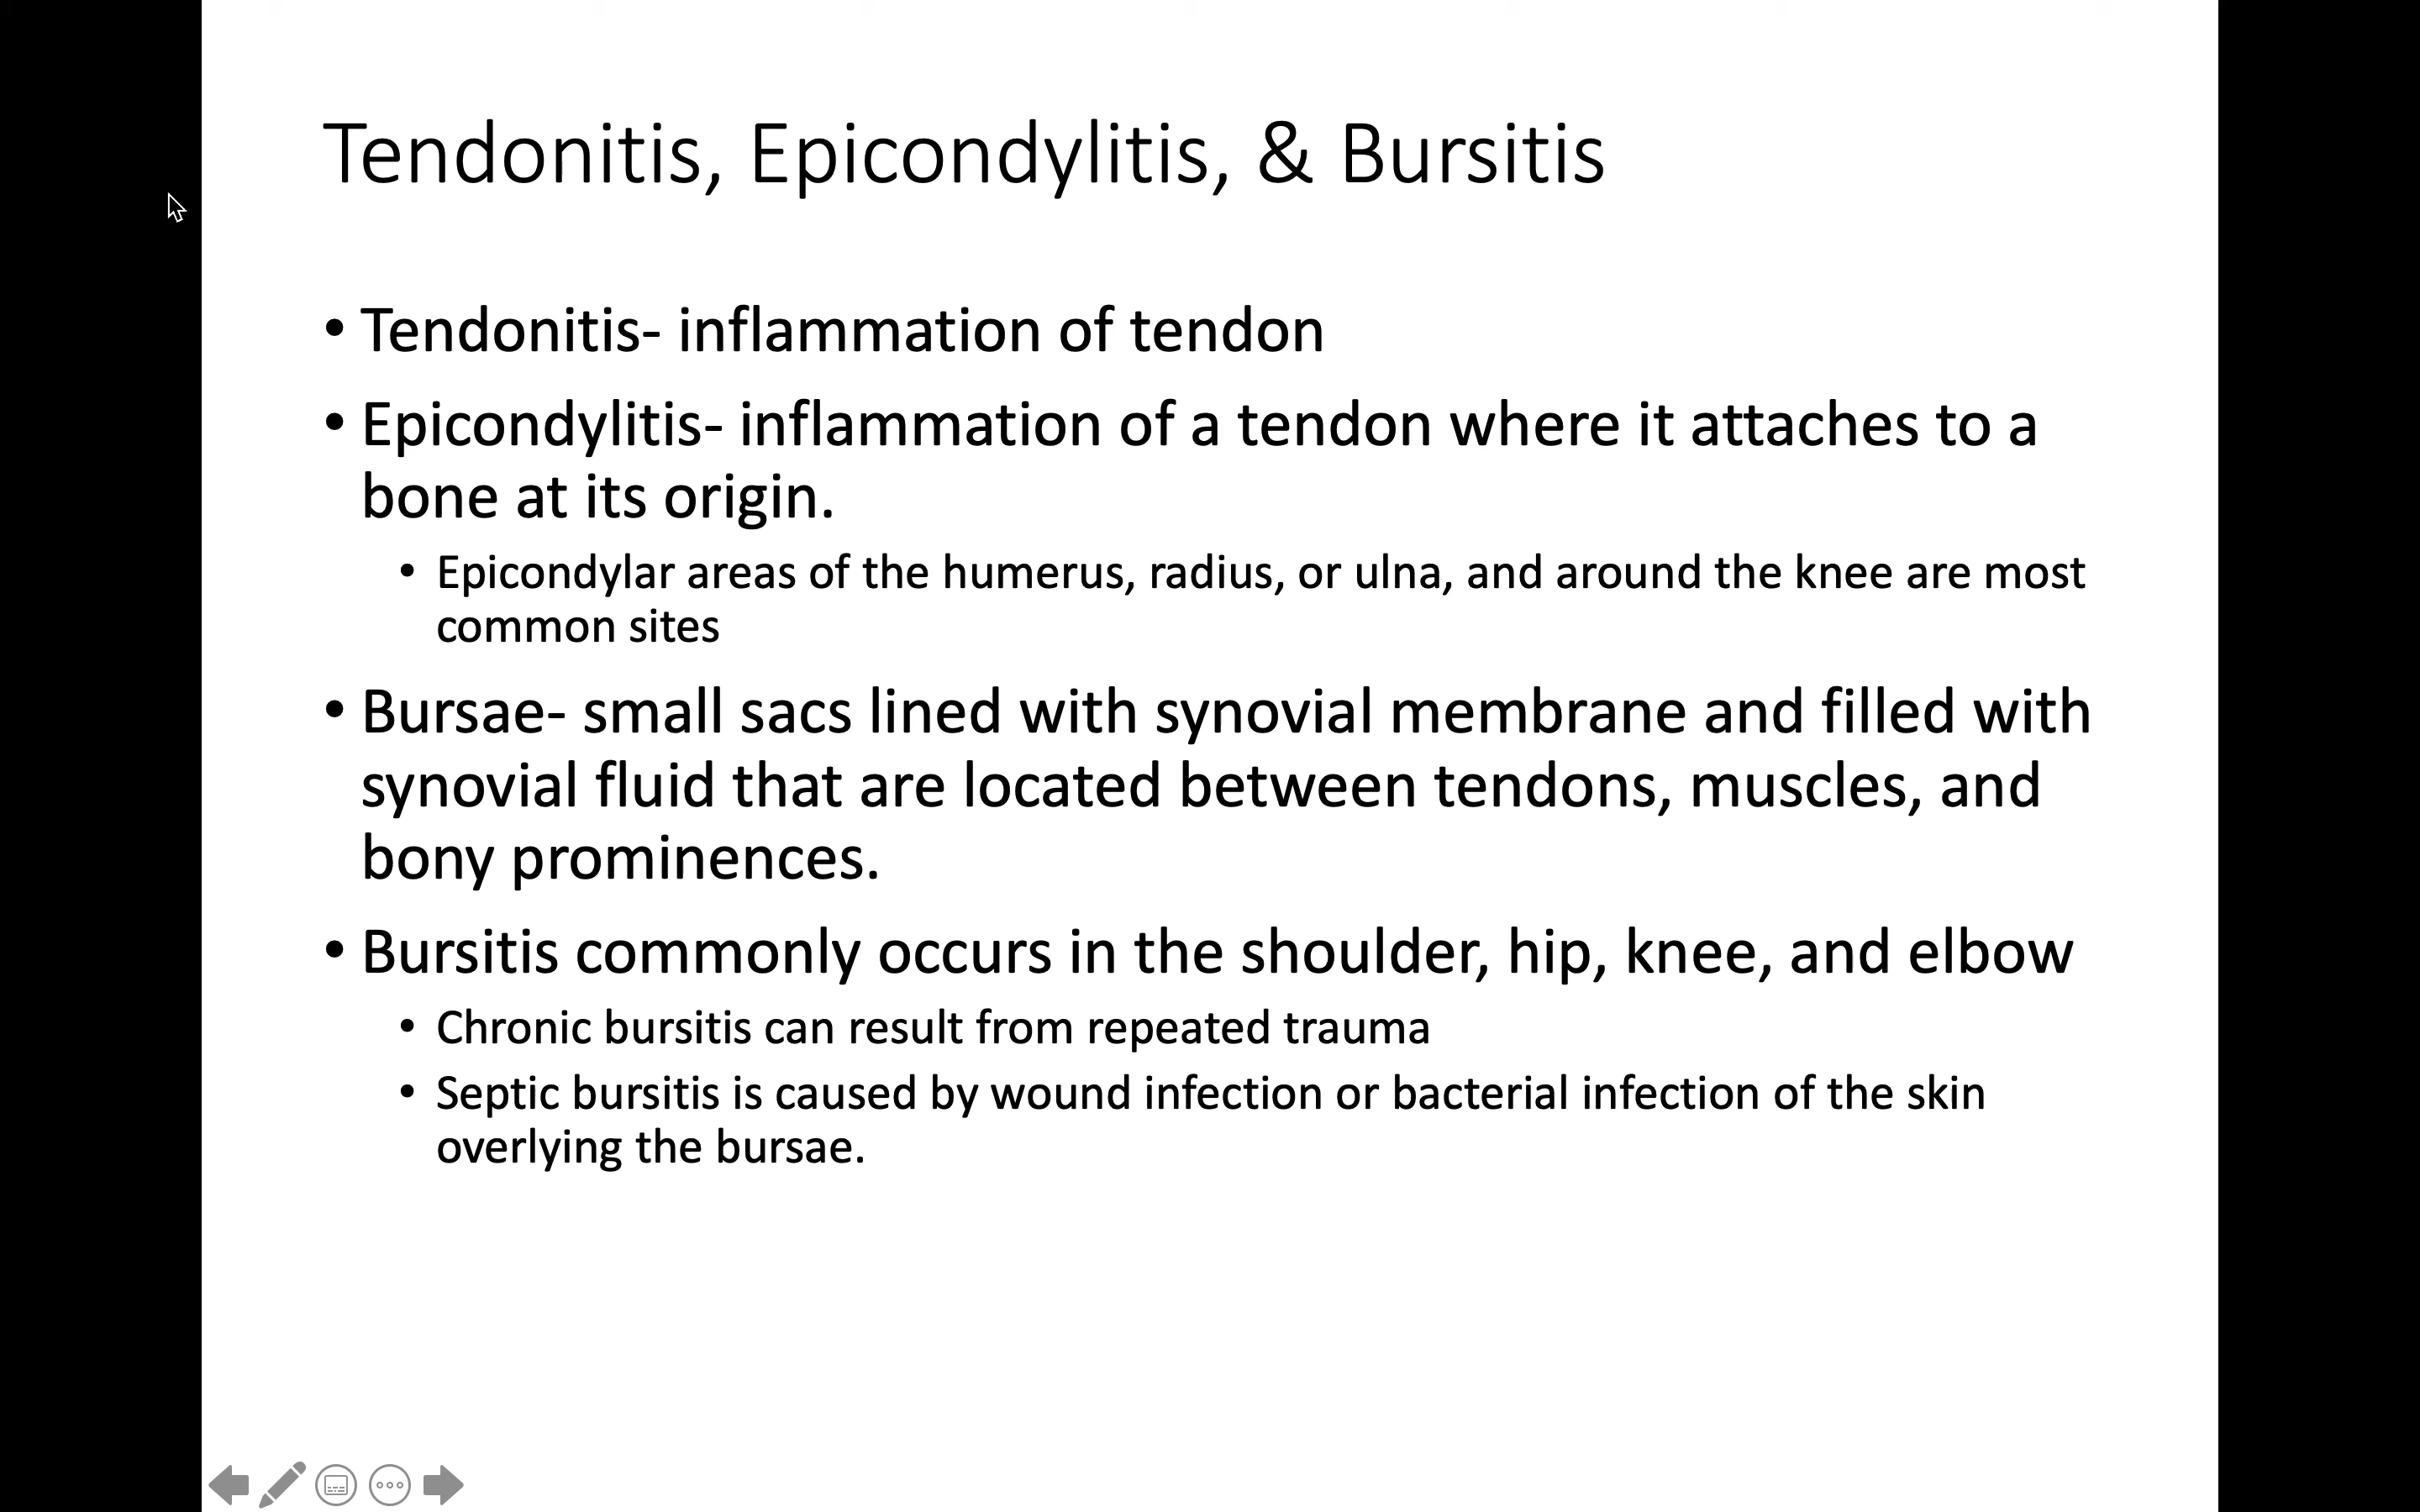 Tendonitis, Epicondylitis, & Bursitis
• Tendonitis- inflammation of tendon
• Epicondylitis- inflammation of a tendon where it attaches to a
bone at its origin.
• Epicondylar areas of the humerus, radius, or ulna, and around the knee are most
common sites
• Bursae- small sacs lined with synovial membrane and filled with
synovial fluid that are located between tendons, muscles, and
bony prominences.
• Bursitis commonly occurs in the shoulder, hip, knee, and elbow
• Chronic bursitis can result from repeated trauma
• Septic bursitis is caused by wound infection or bacterial infection of the skin
overlying the bursae.